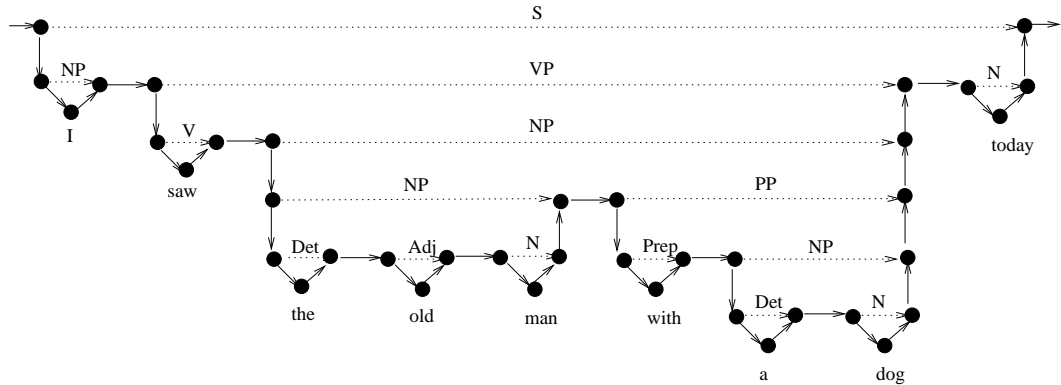 S
NP
VP
N
I
V
NP
today
saw
NP
PP
Det
Adj
N
Prep
NP
the
old
man
with
Det
N
a
dog